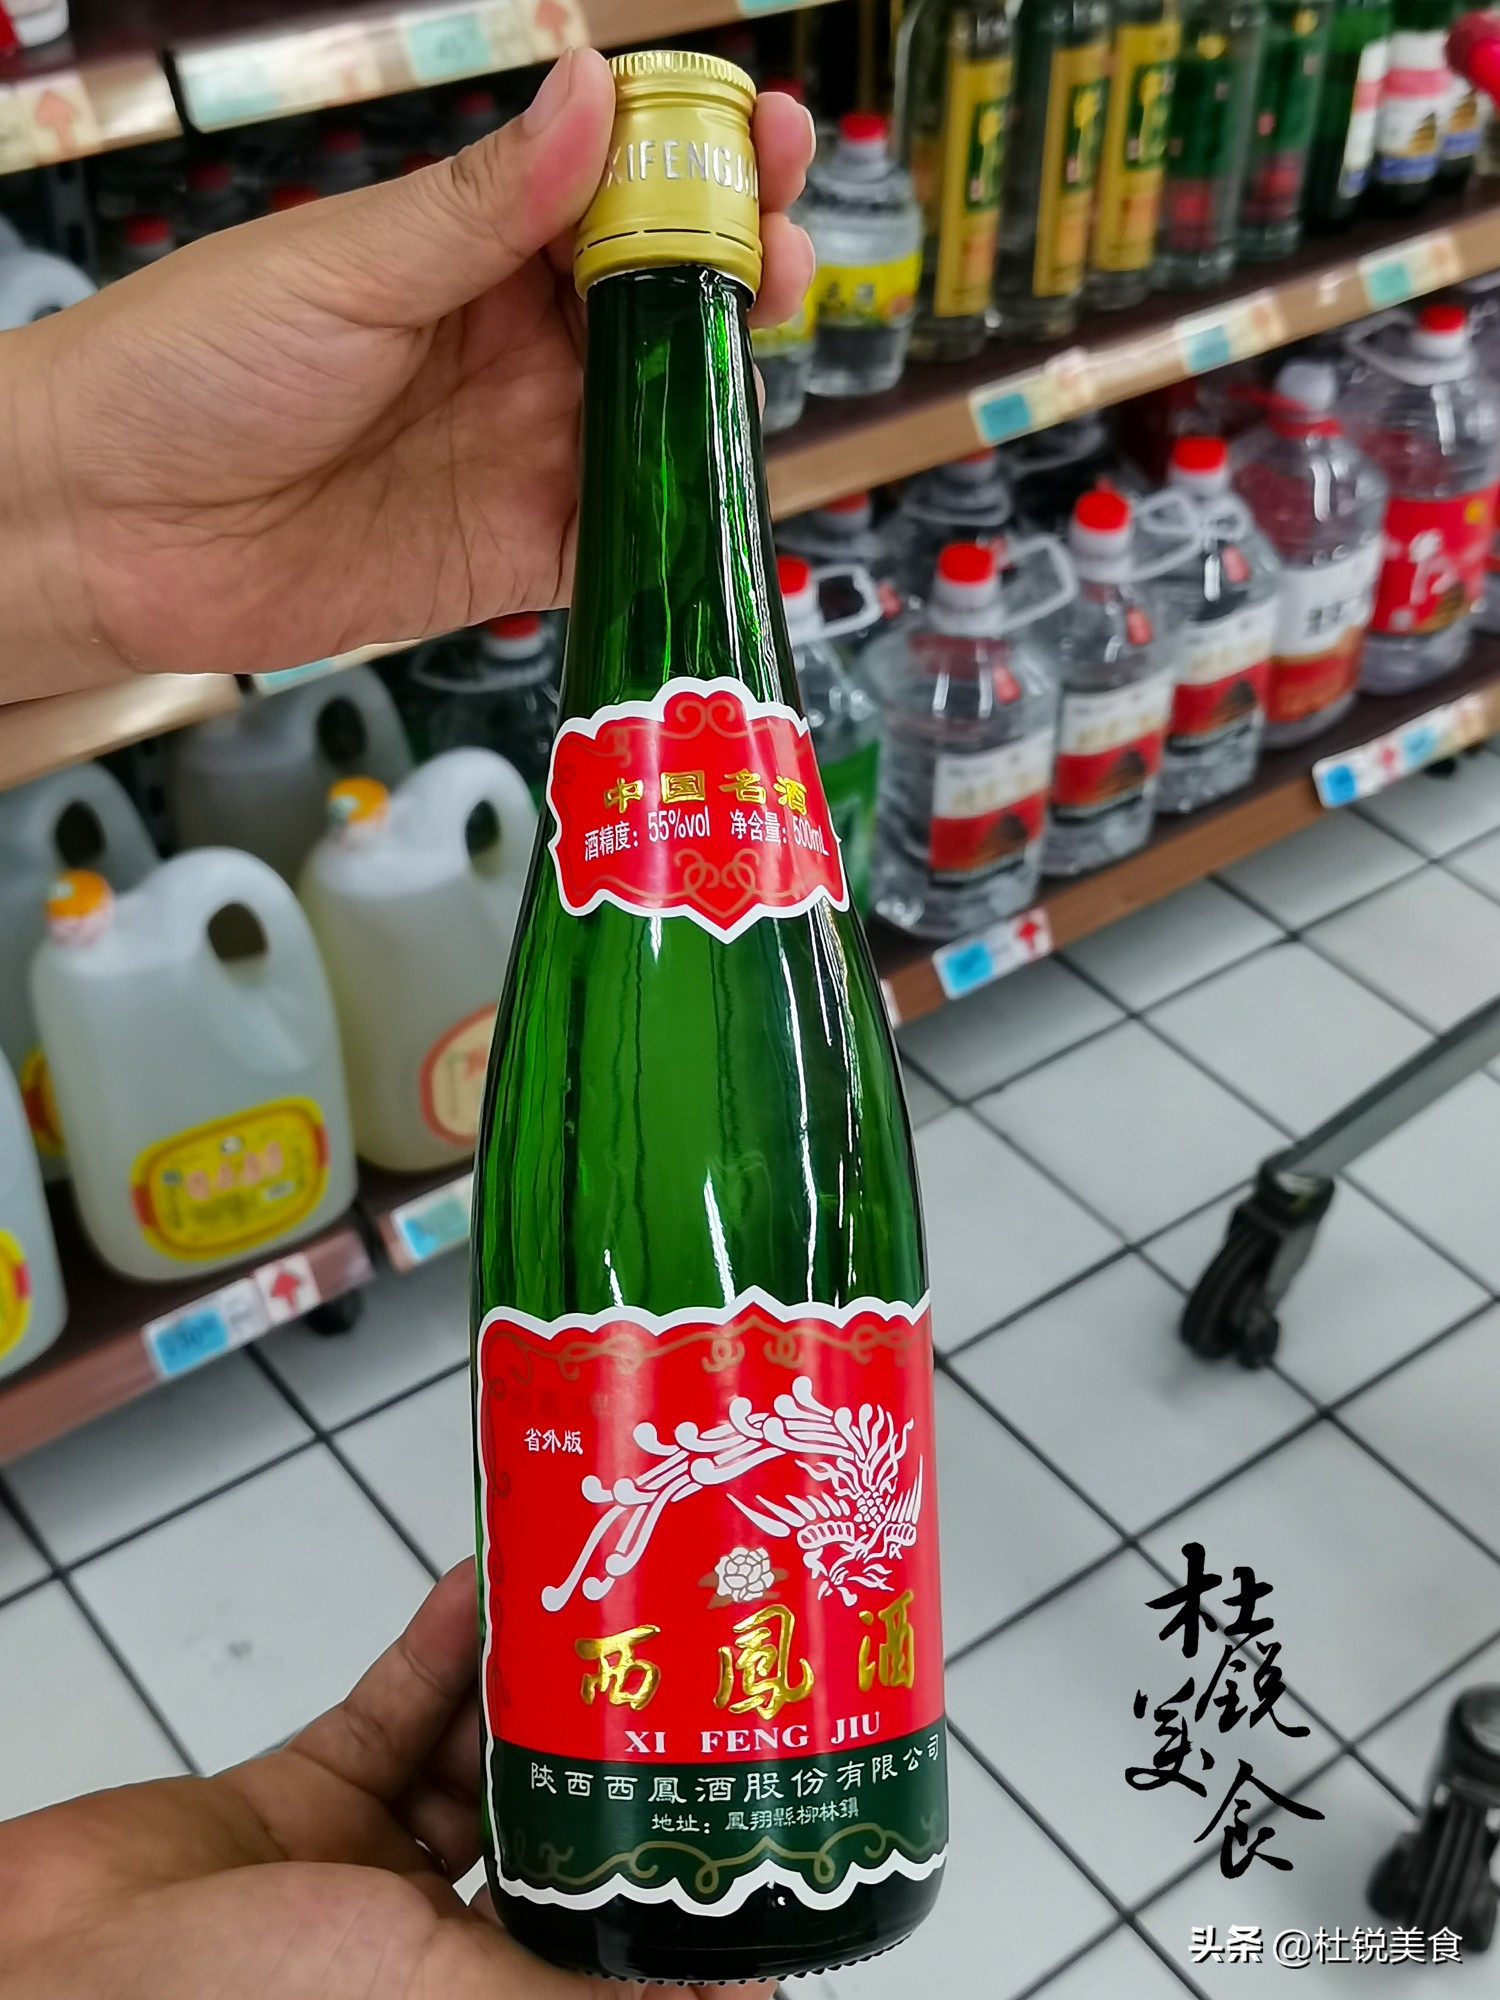 XIFENGJ
中国名酒
酒精度：55%vol 净含量：500mL
省外版
西鳳酒
XI FENG JIU
陝西西鳳酒股份有限公司
地址：鳳翔縣柳林鎮
杜锐美食
头条 @杜锐美食